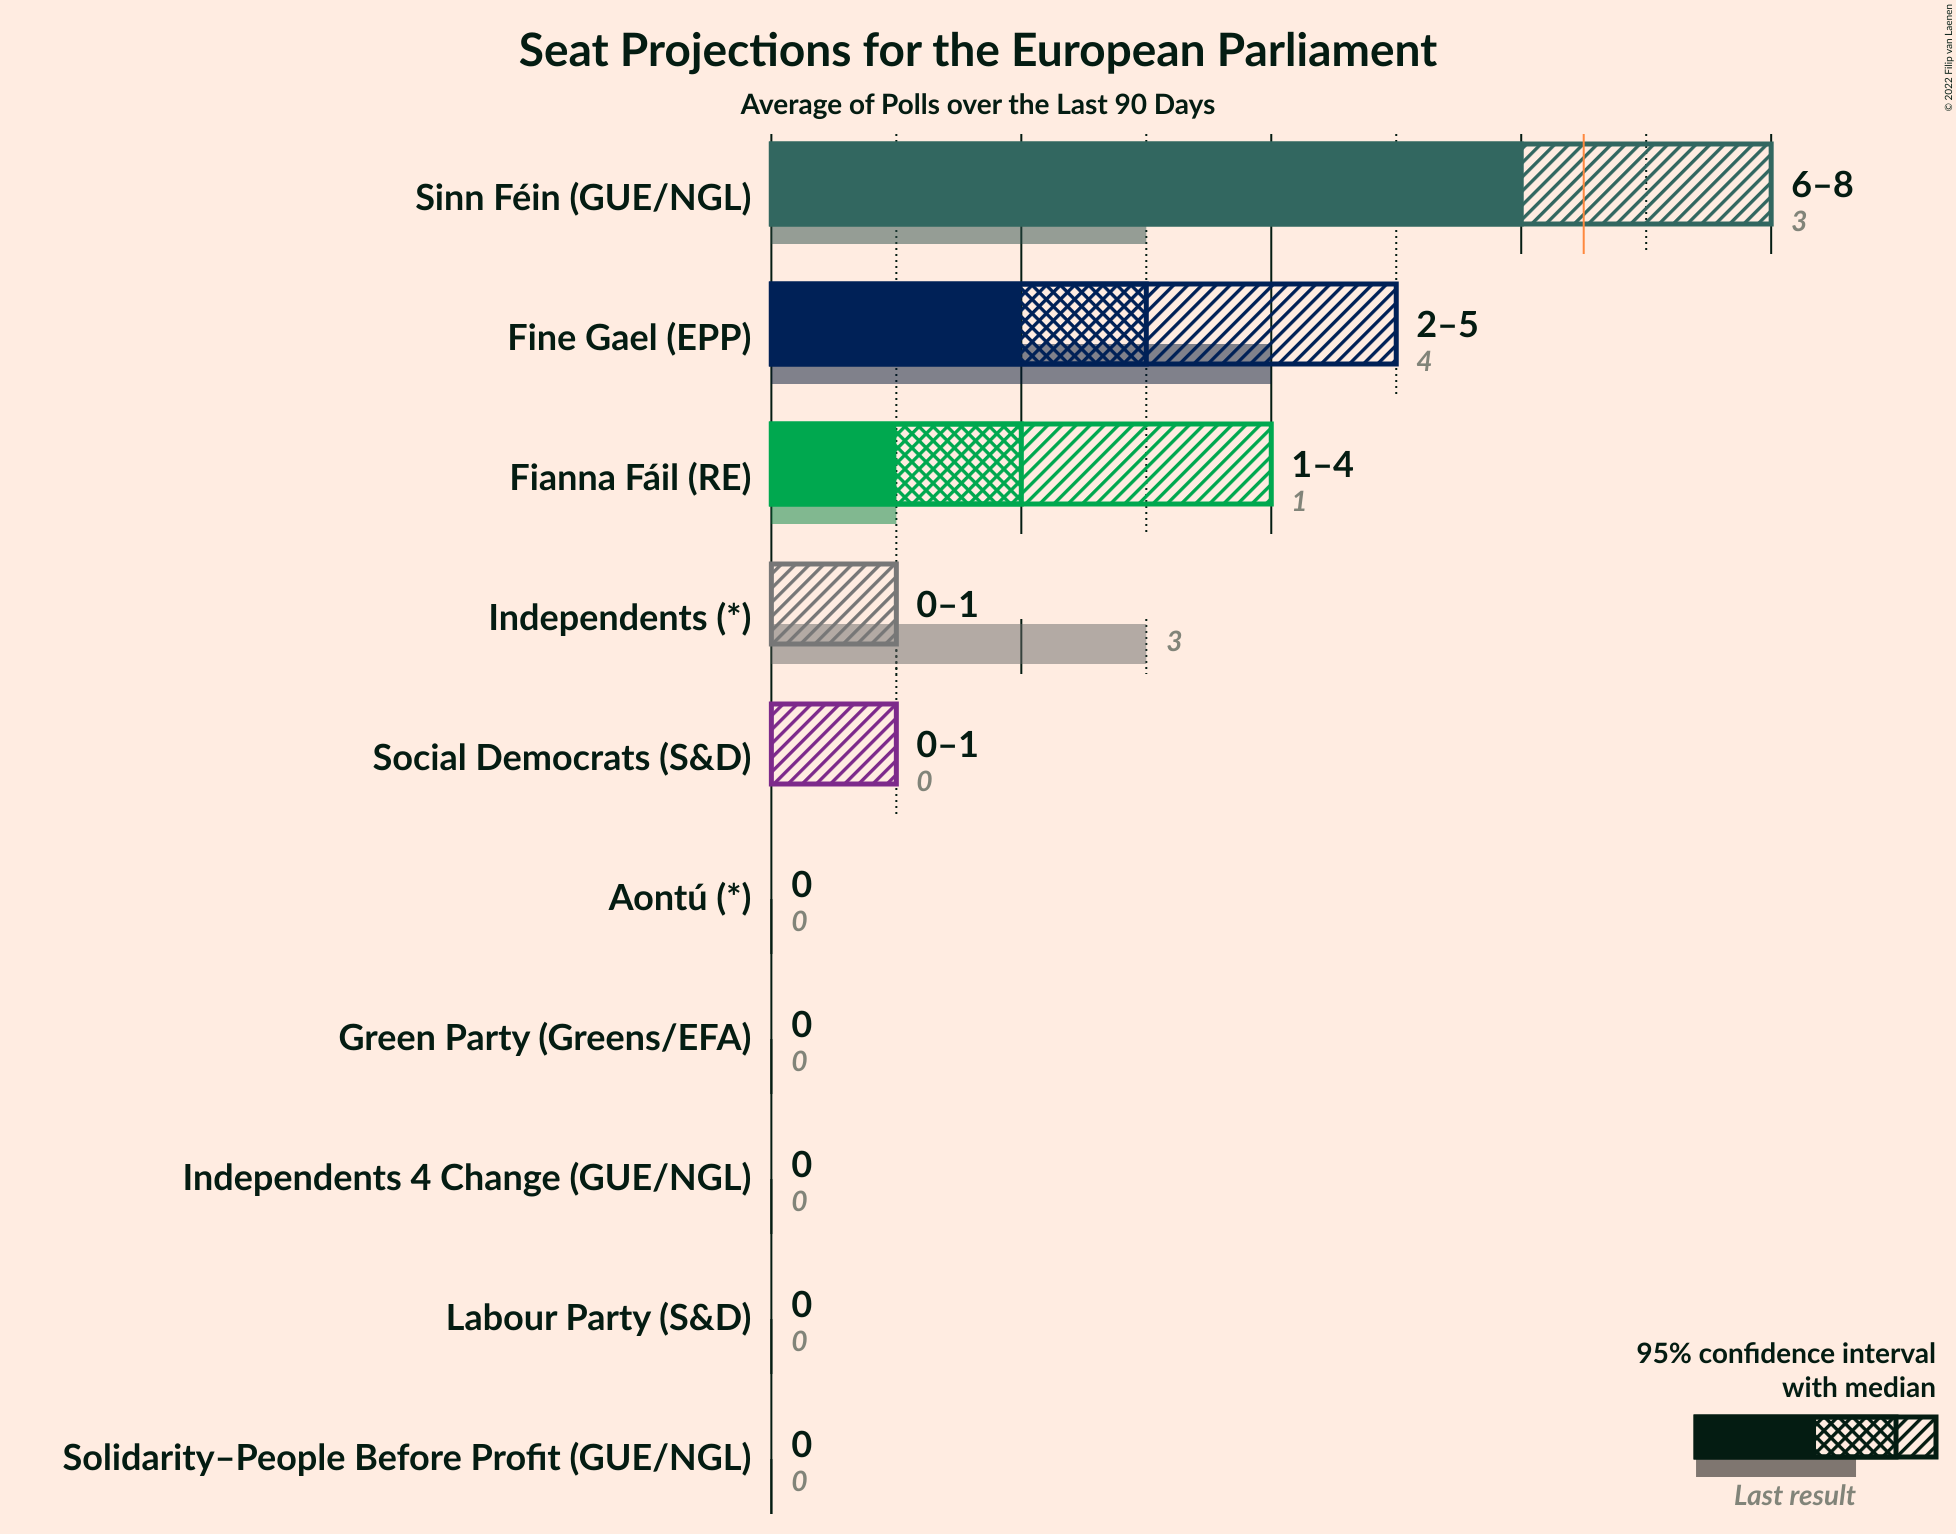 Seat Projections for the European Parliament
Average of Polls over the Last 90 Days
© 2022 Filip van Laenen
Sinn Féin (GUE/NGL)
6–8
3
Fine Gael (EPP)
2–5
4
Fianna Fáil (RE)
1–4
1
Independents (*)
0–1
3
Social Democrats (S&D)
0–1
0
Aontú (*)
0
0
Green Party (Greens/EFA)
0
0
Independents 4 Change (GUE/NGL)
0
0
Labour Party (S&D)
0
0
Solidarity–People Before Profit (GUE/NGL)
0
0
95% confidence interval
with median
Last result